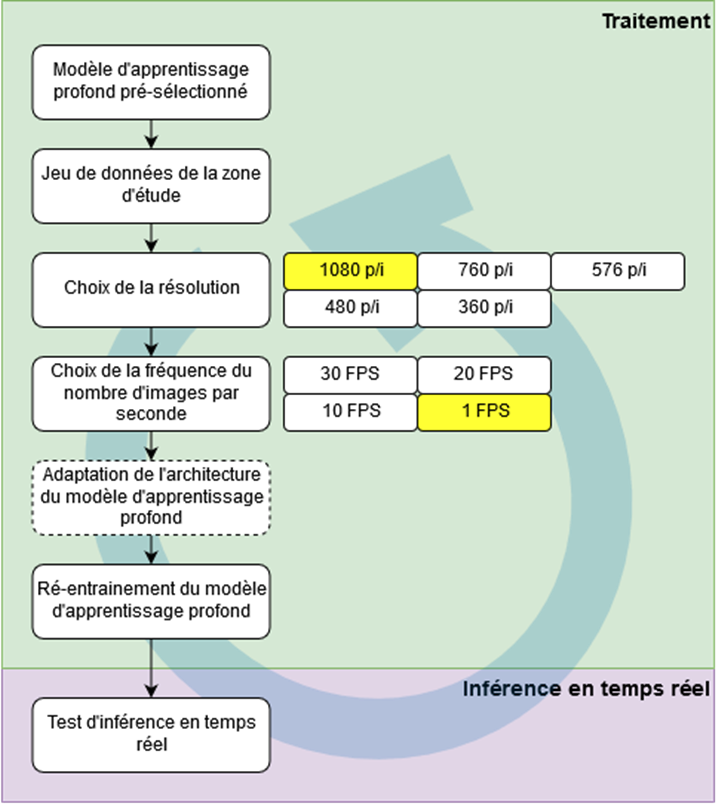 Traitement
Modèle d'apprentissage
profond pré-sélectionné
Jeu de données de la zone
d'étude
Choix de la résolution
1080 p/i
760 p/i
576 p/i
480 p/i
360 p/i
Choix de la fréquence du
nombre d'images par
seconde
30 FPS
20 FPS
10 FPS
1 FPS
Adaptation de l'architecture
du modèle d'apprentissage
profond
Ré-entrainement du modèle
d'apprentissage profond
Inférence en temps réel
Test d'inférence en temps
réel